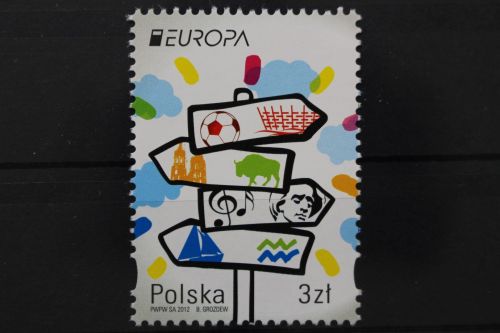 EUROPA
Polska 3zł
PWPW SA 2012 B. GROZDEW